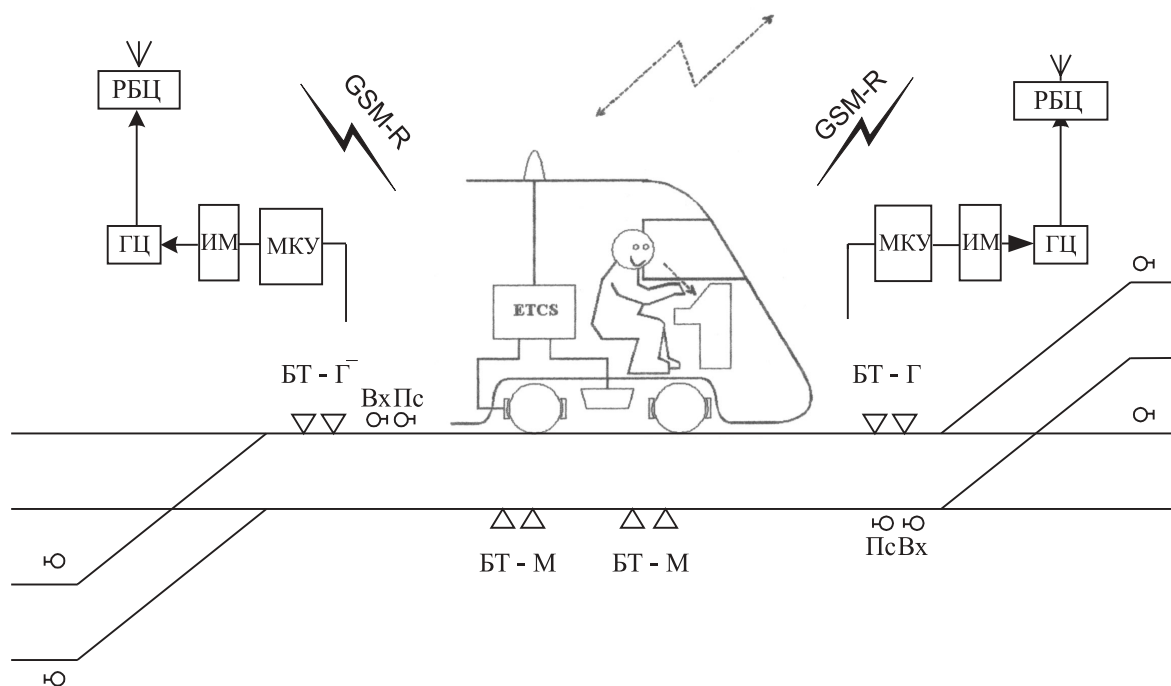 РБЦ
GSM-R
GSM-R
РБЦ
ГЦ
ИМ
МКУ
МКУ
ИМ
ГЦ
ETCS
БТ - Г
Вх Пс
БТ - Г
БТ - М
БТ - М
Пс Вх